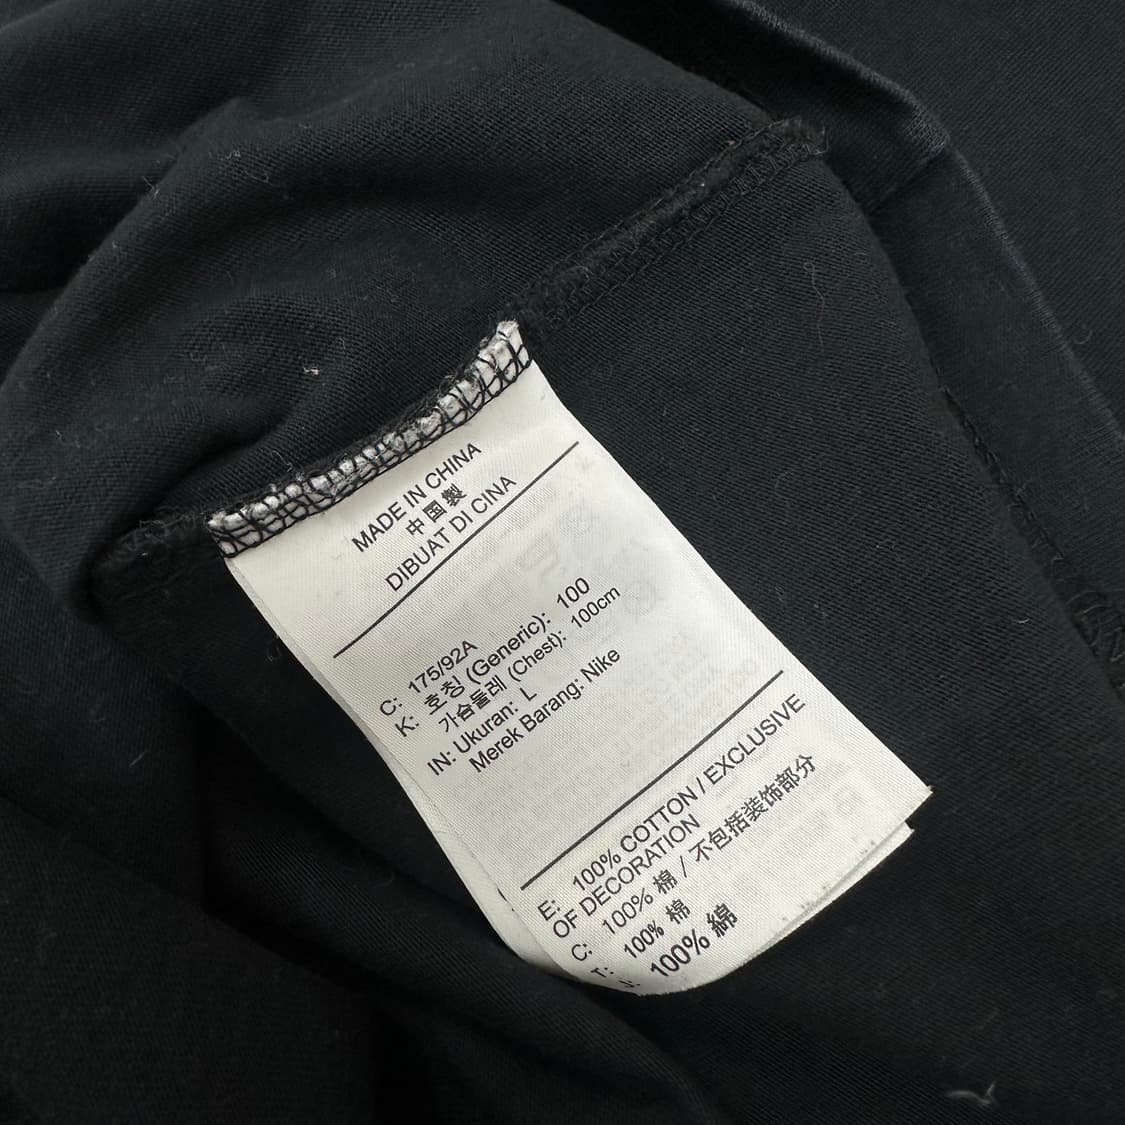 MADE IN CHINA
中国製
DIBUAT DI CINA
C: 175/92A
K: 호칭 (Generic): 100
가슴둘레 (Chest): 100cm
IN: Ukuran: L
Merek Barang: Nike
E: 100% COTTON / EXCLUSIVE
OF DECORATION
C: 100% 棉 / 不包括装饰部分
T: 100% 棉
J: 100% 綿